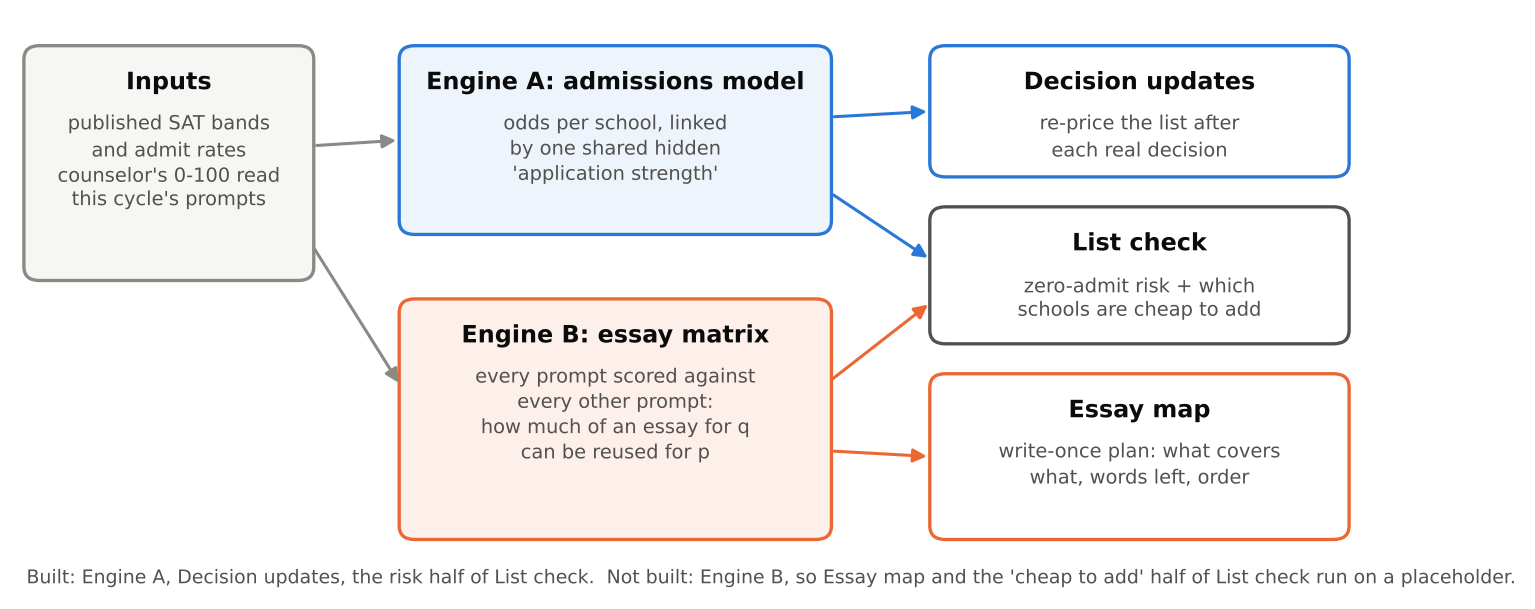 Inputs
published SAT bands
and admit rates
counselor's 0-100 read
this cycle's prompts
Engine A: admissions model
odds per school, linked
by one shared hidden
'application strength'
Engine B: essay matrix
every prompt scored against
every other prompt:
how much of an essay for q
can be reused for p
Decision updates
re-price the list after
each real decision
List check
zero-admit risk + which
schools are cheap to add
Essay map
write-once plan: what covers
what, words left, order
Built: Engine A, Decision updates, the risk half of List check.  Not built: Engine B, so Essay map and the 'cheap to add' half of List check run on a placeholder.